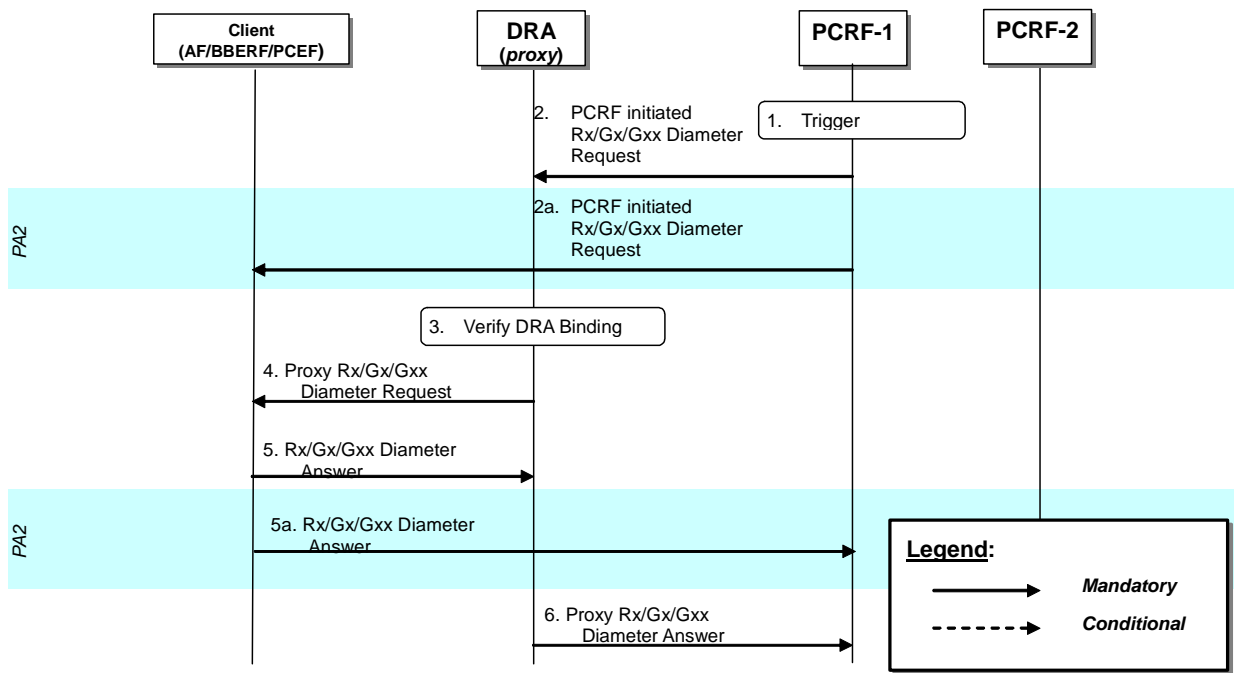 Client
(AF/BBERF/PCEF)
DRA
(proxy)
PCRF-1
PCRF-2
1. Trigger
2. PCRF initiated
Rx/Gx/Gxx Diameter
Request
PA2
2a. PCRF initiated
Rx/Gx/Gxx Diameter
Request
3. Verify DRA Binding
4. Proxy Rx/Gx/Gxx
Diameter Request
5. Rx/Gx/Gxx Diameter
Answer
PA2
5a. Rx/Gx/Gxx Diameter
Answer
6. Proxy Rx/Gx/Gxx
Diameter Answer
Legend:
Mandatory
Conditional